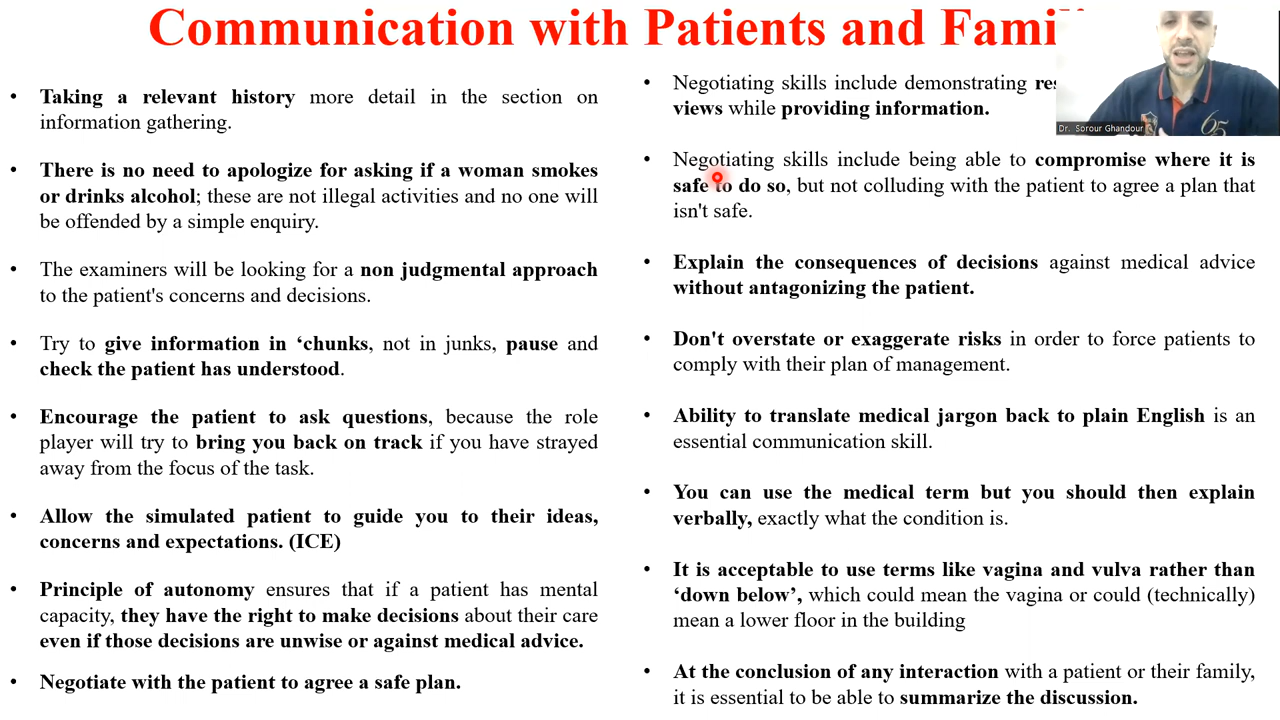 Communication with Patients and Fami
• Taking a relevant history more detail in the section on
information gathering.
• There is no need to apologize for asking if a woman smokes
or drinks alcohol; these are not illegal activities and no one will
be offended by a simple enquiry.
• The examiners will be looking for a non judgmental approach
to the patient's concerns and decisions.
• Try to give information in ‘chunks, not in junks, pause and
check the patient has understood.
• Encourage the patient to ask questions, because the role
player will try to bring you back on track if you have strayed
away from the focus of the task.
• Allow the simulated patient to guide you to their ideas,
concerns and expectations. (ICE)
• Principle of autonomy ensures that if a patient has mental
capacity, they have the right to make decisions about their care
even if those decisions are unwise or against medical advice.
• Negotiate with the patient to agree a safe plan.
• Negotiating skills include demonstrating
views while providing information.
• Negotiating skills include being able to compromise where it is
safe to do so, but not colluding with the patient to agree a plan that
isn't safe.
• Explain the consequences of decisions against medical advice
without antagonizing the patient.
• Don't overstate or exaggerate risks in order to force patients to
comply with their plan of management.
• Ability to translate medical jargon back to plain English is an
essential communication skill.
• You can use the medical term but you should then explain
verbally, exactly what the condition is.
• It is acceptable to use terms like vagina and vulva rather than
‘down below’, which could mean the vagina or could (technically)
mean a lower floor in the building
• At the conclusion of any interaction with a patient or their family,
it is essential to be able to summarize the discussion.
Dr. Sorour Ghandour
65